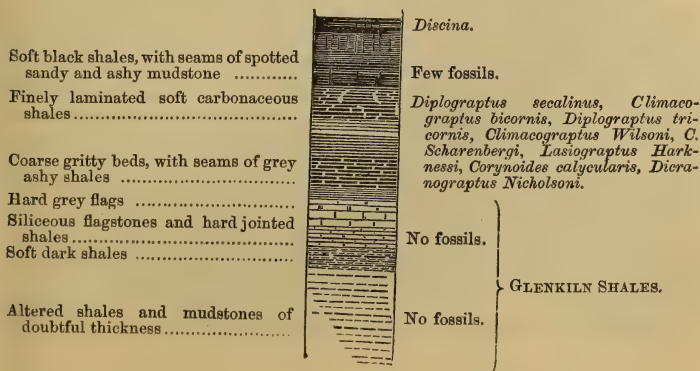 Discina.
Soft black shales, with seams of spotted
sandy and ashy mudstone ............
Few fossils.
Finely laminated soft carbonaceous
shales ............
Diplograptus secalinus, Climaco-
graptus bicornis, Diplograptus tri-
cornis, Climacograptus Wilsoni, C.
Scharenbergi, Lasiograptus Hark-
nessi, Corynoides calycularis, Dicra-
nograptus Nicholsoni.
Coarse gritty beds, with seams of grey
ashy shales ............
Hard grey flags ............
Siliceous flagstones and hard jointed
shales ............
No fossils.
Soft dark shales ............
GLENKILN SHALES.
Altered shales and mudstones of
doubtful thickness ............
No fossils.